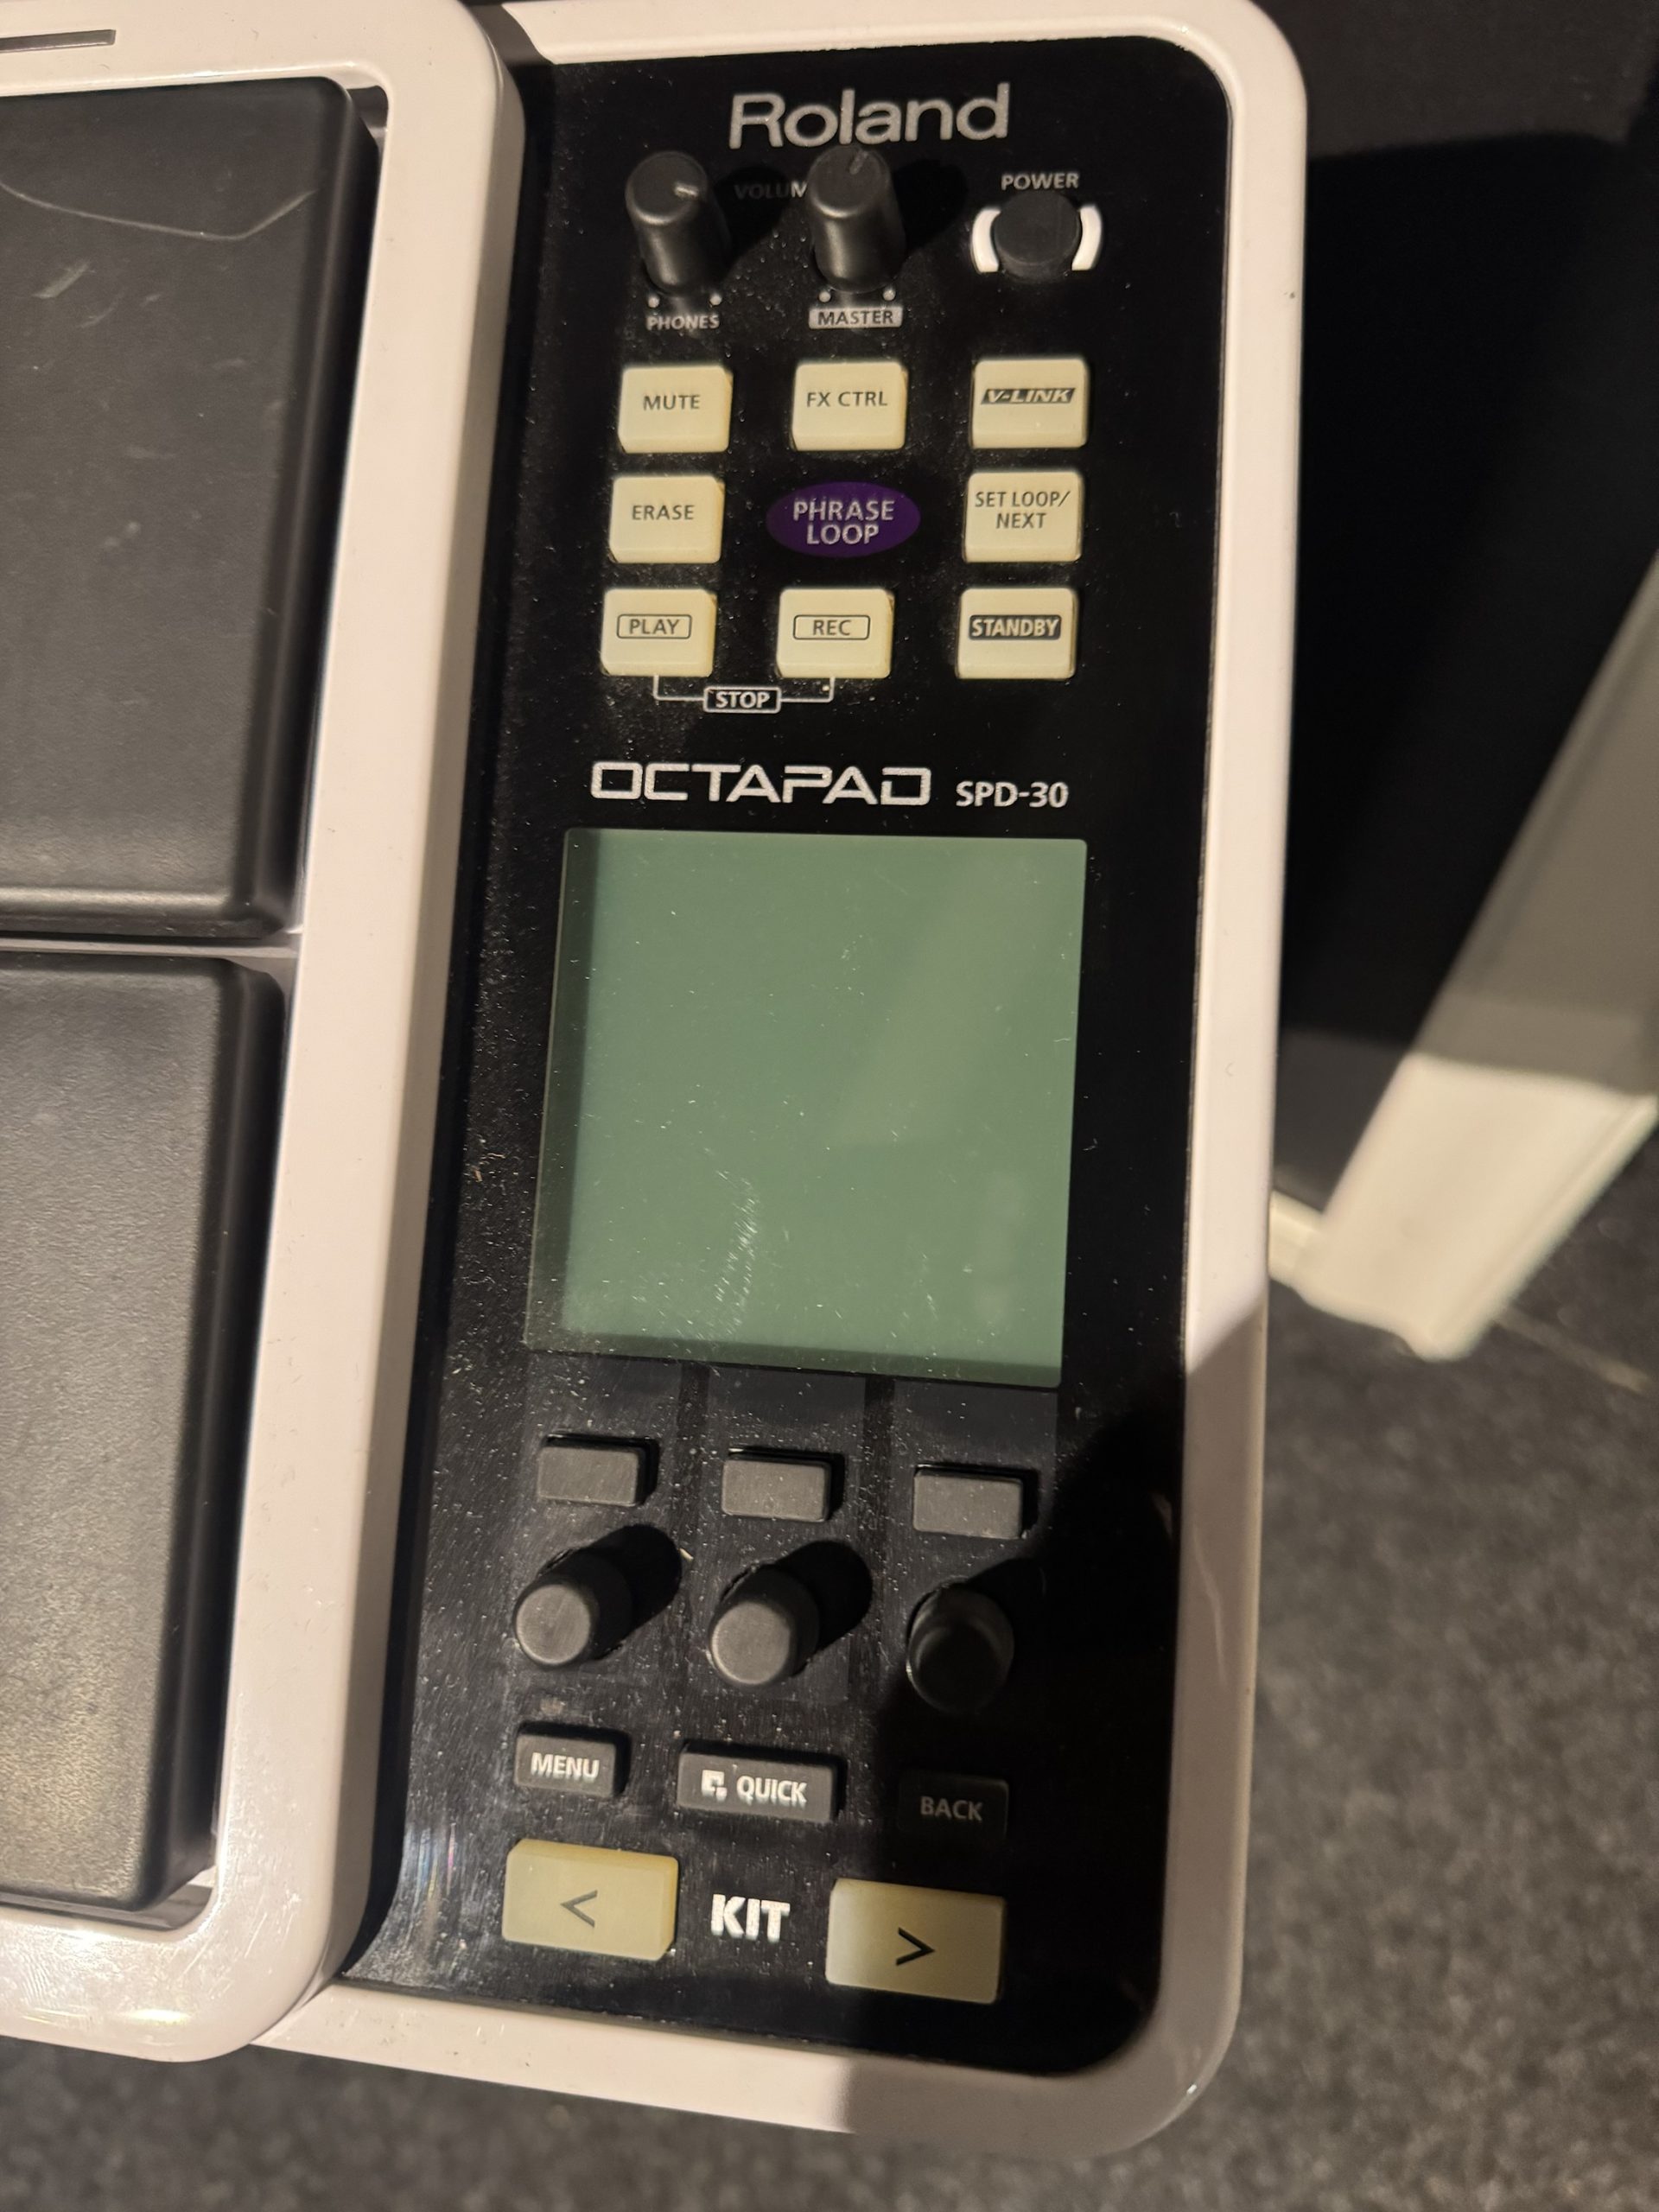 Roland
VOLUM
POWER
PHONES
MASTER
MUTE
FX CTRL
V-LINK
ERASE
PHRASE
LOOP
SET LOOP/
NEXT
PLAY
REC
STANDBY
STOP
OCTAPAD SPD-30
MENU
QUICK
BACK
<
KIT
>